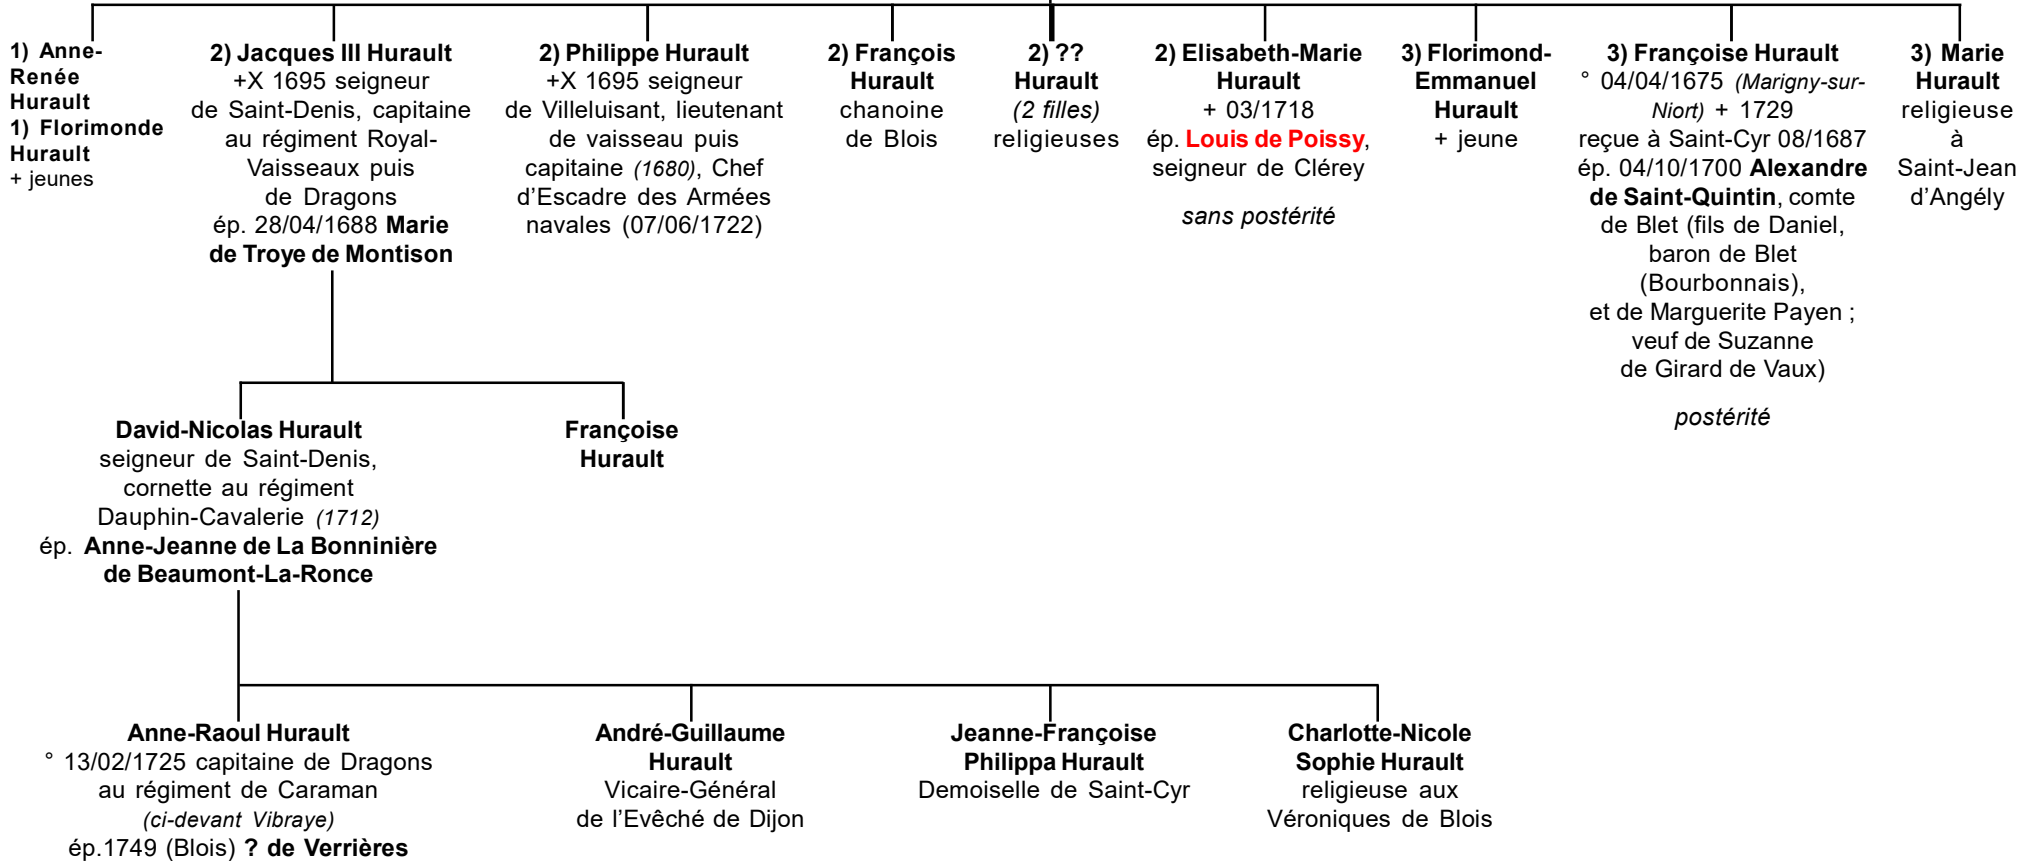 1) Anne-
Renée
Hurault
1) Florimonde
Hurault
+ jeunes
2) Jacques III Hurault
+X 1695 seigneur
de Saint-Denis, capitaine
au régiment Royal-
Vaisseaux puis
de Dragons
ép. 28/04/1688 Marie
de Troye de Montison
2) Philippe Hurault
+X 1695 seigneur
de Villeluisant, lieutenant
de vaisseau puis
capitaine (1680), Chef
d'Escadre des Armées
navales (07/06/1722)
2) François
Hurault
chanoine
de Blois
2) ??
Hurault
(2 filles)
religieuses
2) Elisabeth-Marie
Hurault
+ 03/1718
ép. Louis de Poissy,
seigneur de Clérey
sans postérité
3) Florimond-
Emmanuel
Hurault
+ jeune
3) Françoise Hurault
° 04/04/1675 (Marigny-sur-
Niort) + 1729
reçue à Saint-Cyr 08/1687
ép. 04/10/1700 Alexandre
de Saint-Quintin, comte
de Blet (fils de Daniel,
baron de Blet
(Bourbonnais),
et de Marguerite Payen ;
veuf de Suzanne
de Girard de Vaux)
postérité
3) Marie
Hurault
religieuse
à
Saint-Jean
d'Angély
David-Nicolas Hurault
seigneur de Saint-Denis,
cornette au régiment
Dauphin-Cavalerie (1712)
ép. Anne-Jeanne de La Bonninière
de Beaumont-La-Ronce
Françoise
Hurault
Anne-Raoul Hurault
° 13/02/1725 capitaine de Dragons
au régiment de Caraman
(ci-devant Vibraye)
ép.1749 (Blois) ? de Verrières
André-Guillaume
Hurault
Vicaire-Général
de l'Evêché de Dijon
Jeanne-Françoise
Philippa Hurault
Demoiselle de Saint-Cyr
Charlotte-Nicole
Sophie Hurault
religieuse aux
Véroniques de Blois